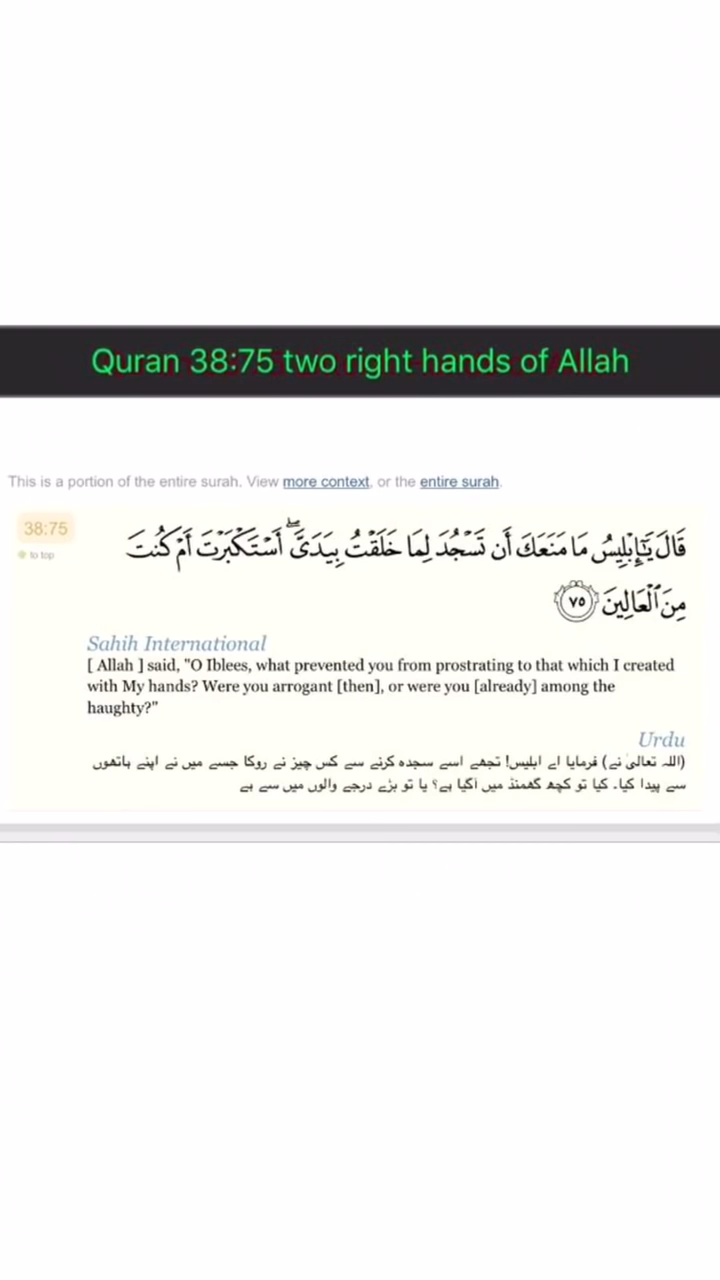 Quran 38:75 two right hands of Allah
This is a portion of the entire surah. View more context, or the entire surah.
38:75
to top
قَالَ يَٰٓإِبْلِيسُ مَا مَنَعَكَ أَن تَسْجُدَ لِمَا خَلَقْتُ بِيَدَىَّ ۖ أَسْتَكْبَرْتَ أَمْ كُنتَ
مِنَ ٱلْعَالِينَ ٧٥
Sahih International
[ Allah ] said, "O Iblees, what prevented you from prostrating to that which I created
with My hands? Were you arrogant [then], or were you [already] among the
haughty?"
Urdu
(اللہ تعالیٰ نے) فرمایا اے ابلیس! تجھے اسے سجده کرنے سے کس چیز نے روکا جسے میں نے اپنے ہاتھوں
سے پیدا کیا۔ کیا تو کچھ گھمنڈ میں آگیا ہے؟ یا تو بڑے درجے والوں میں سے ہے